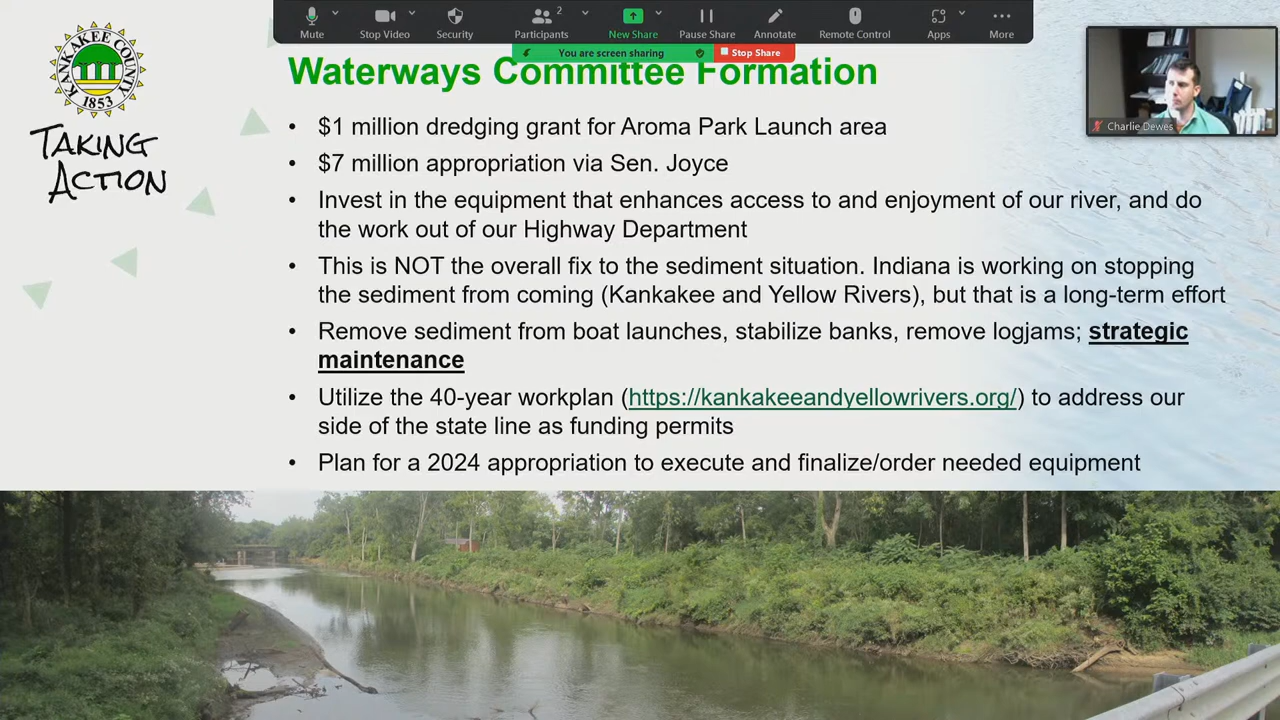 Mute
Stop Video
Security
2
Participants
New Share
Pause Share
Annotate
Remote Control
Apps
More
You are screen sharing
Stop Share
KANKAKEE COUNTY
1853
TAKING
ACTION
Waterways Committee Formation
Charlie Dewes
• $1 million dredging grant for Aroma Park Launch area
• $7 million appropriation via Sen. Joyce
• Invest in the equipment that enhances access to and enjoyment of our river, and do
the work out of our Highway Department
• This is NOT the overall fix to the sediment situation. Indiana is working on stopping
the sediment from coming (Kankakee and Yellow Rivers), but that is a long-term effort
• Remove sediment from boat launches, stabilize banks, remove logjams; strategic
maintenance
• Utilize the 40-year workplan (https://kankakeeandyellowrivers.org/) to address our
side of the state line as funding permits
• Plan for a 2024 appropriation to execute and finalize/order needed equipment